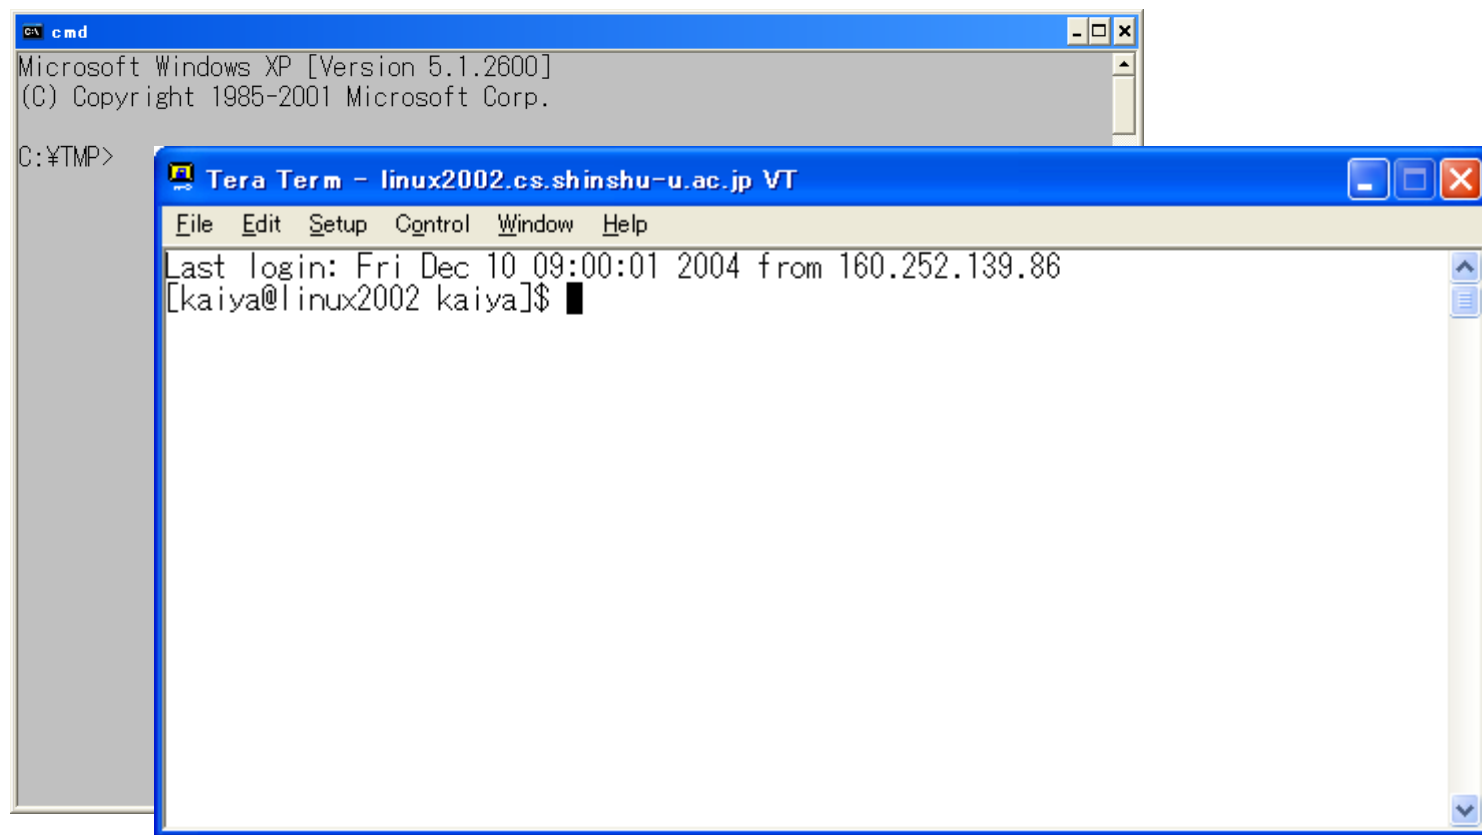 cmd
Microsoft Windows XP [Version 5.1.2600]
(C) Copyright 1985-2001 Microsoft Corp.
C:¥TMP>
Tera Term - linux2002.cs.shinshu-u.ac.jp VT
File Edit Setup Control Window Help
Last login: Fri Dec 10 09:00:01 2004 from 160.252.139.86
[kaiya@linux2002 kaiya]$